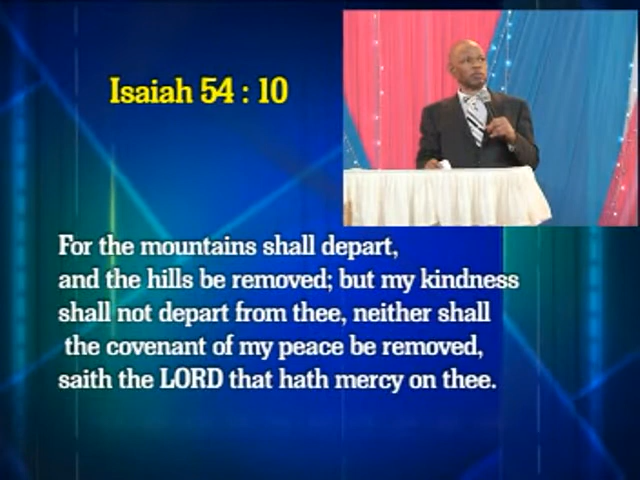 Isaiah 54 : 10
For the mountains shall depart,
and the hills be removed; but my kindness
shall not depart from thee, neither shall
the covenant of my peace be removed,
saith the LORD that hath mercy on thee.